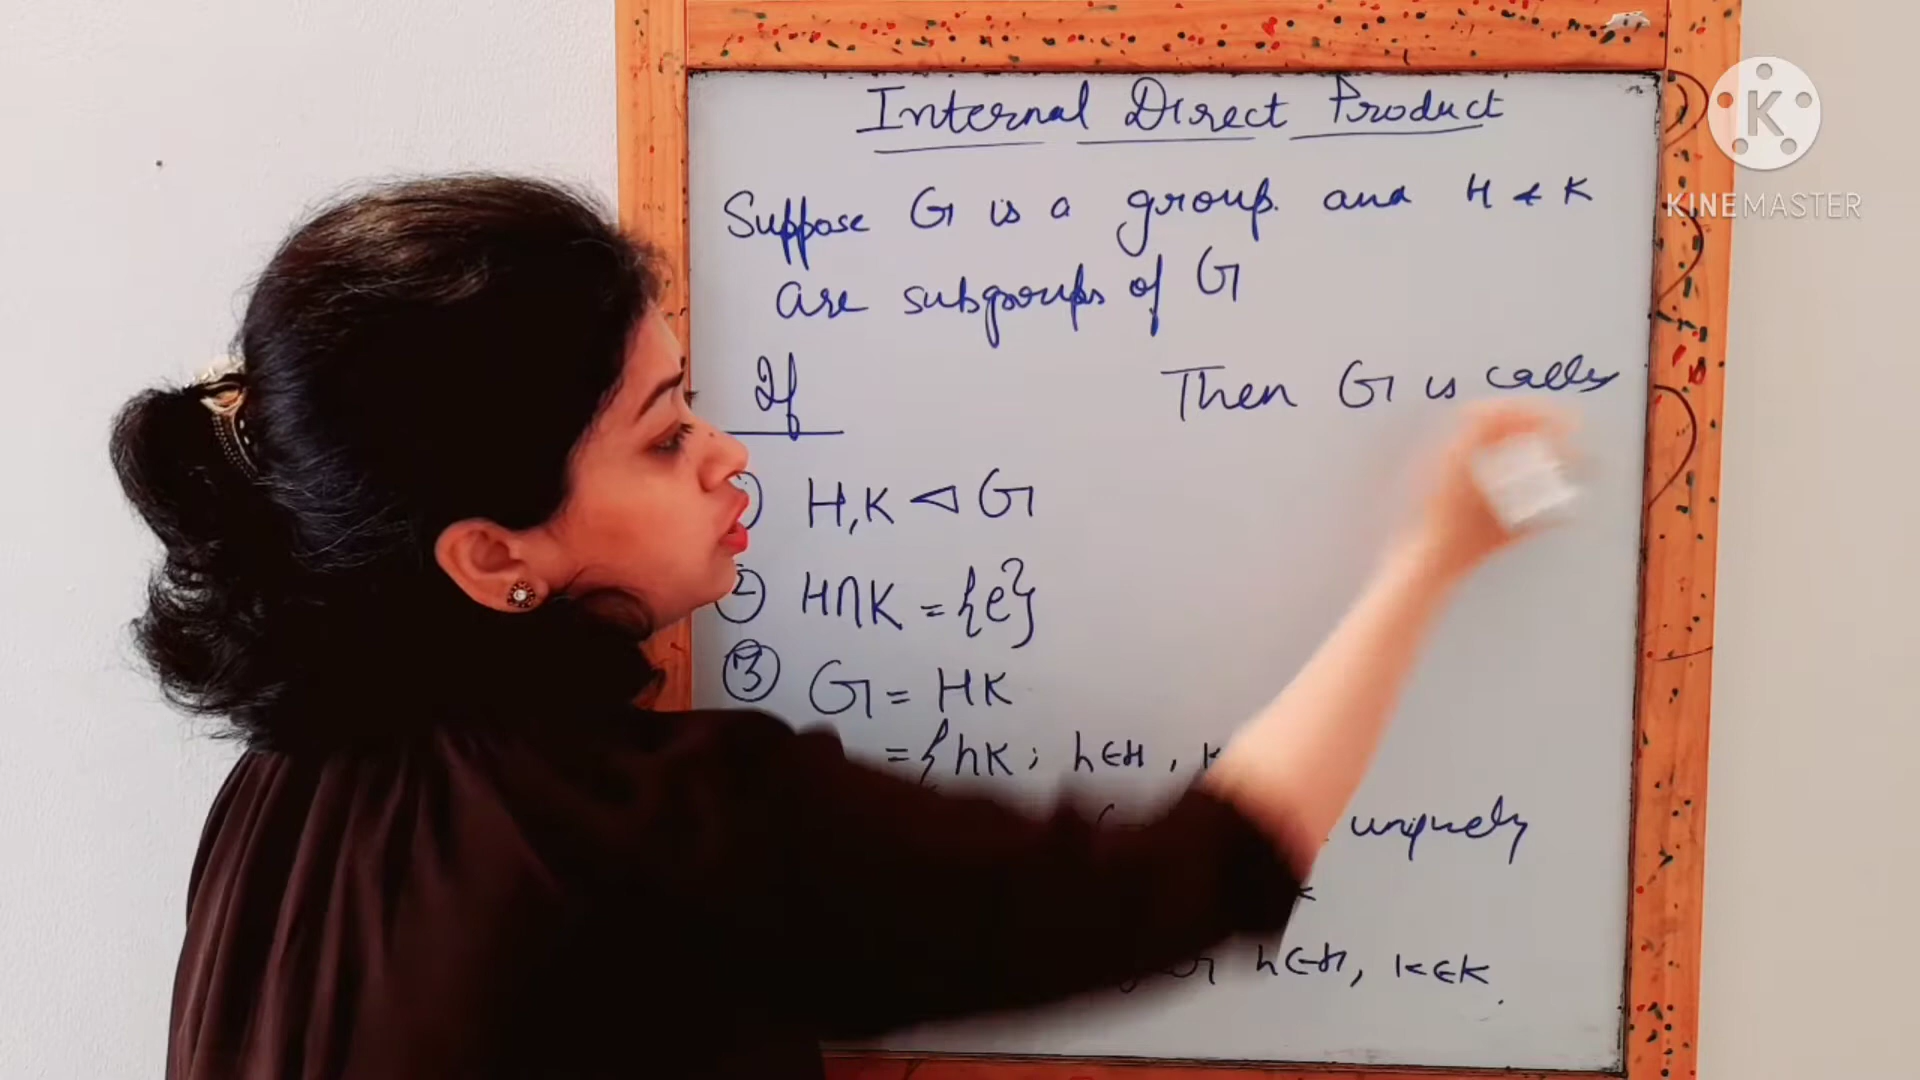 Internal Direct Product
Suppose G is a group. and H & K
are subgroups of G
If
Then G is called
H, K ◁ G
H∩K = {e}
③ G = HK
= {hk; h∈H,
uniquely
h∈H, k∈K
KINEMASTER